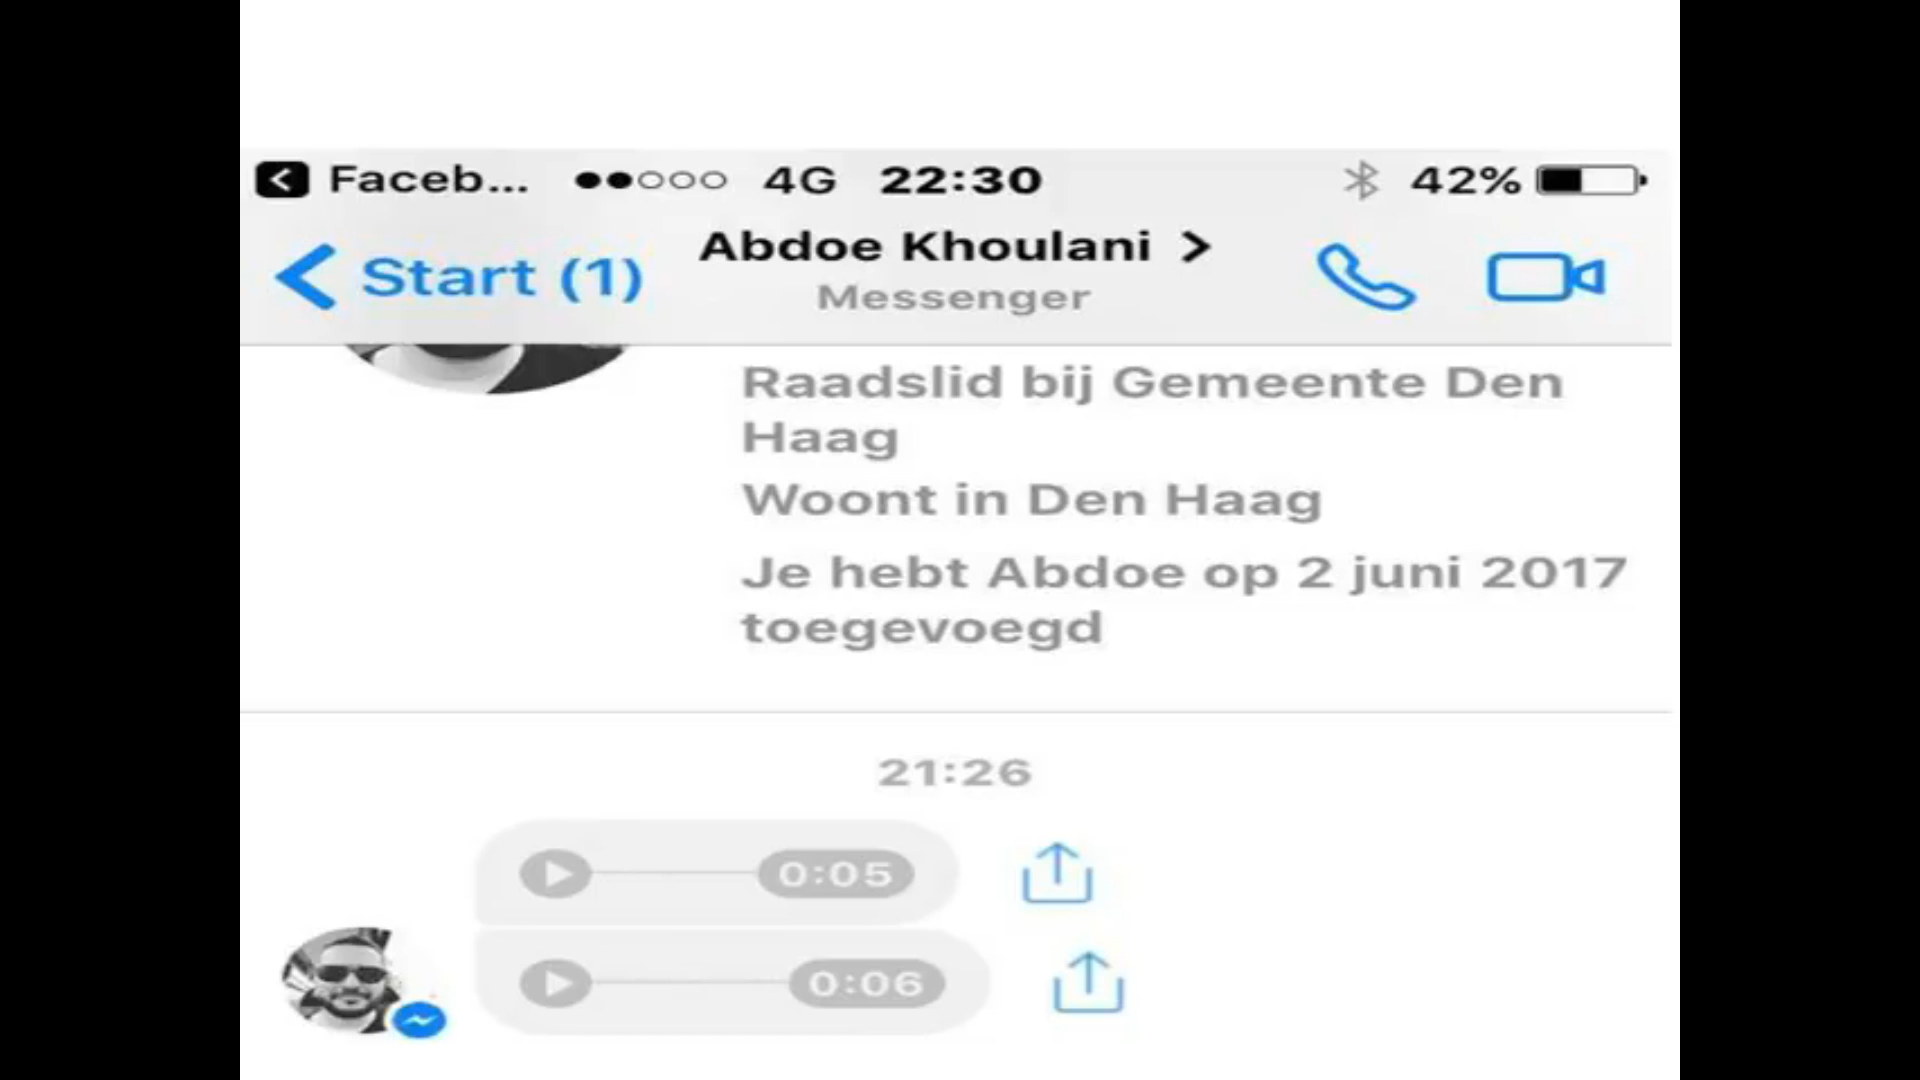 Faceb... 4G 22:30 42%
Start (1) Abdoe Khoulani
Messenger
Raadslid bij Gemeente Den
Haag
Woont in Den Haag
Je hebt Abdoe op 2 juni 2017
toegevoegd
21:26
0:05
0:06